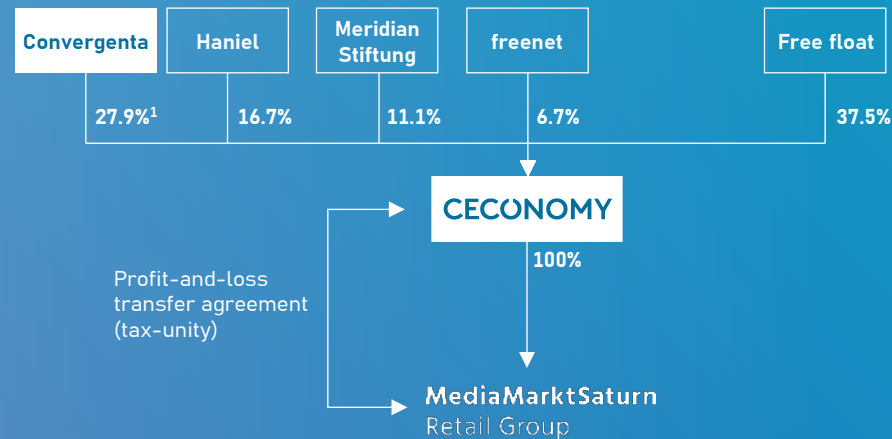 Convergenta
Haniel
Meridian
Stiftung
freenet
Free float
27.9%¹
16.7%
11.1%
6.7%
37.5%
CECONOMY
100%
Profit-and-loss
transfer agreement
(tax-unity)
MediaMarktSaturn
Retail Group